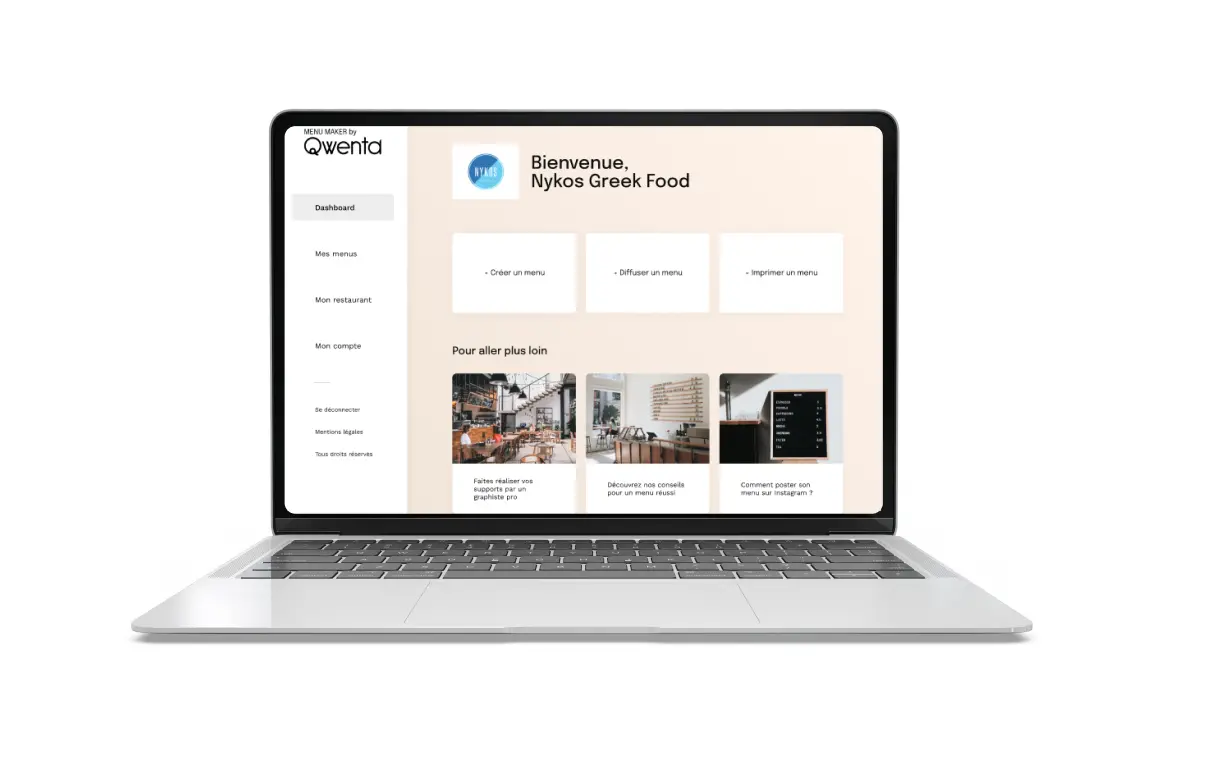 MENU MAKER by
Qwenta
Dashboard
Mes menus
Mon restaurant
Mon compte
Se déconnecter
Mentions légales
Tous droits réservés
NYKOS
Bienvenue,
Nykos Greek Food
- Créer un menu
- Diffuser un menu
- Imprimer un menu
Pour aller plus loin
Faites réaliser vos
supports par un
graphiste pro
Découvrez nos conseils
pour un menu réussi
Comment poster son
menu sur Instagram ?